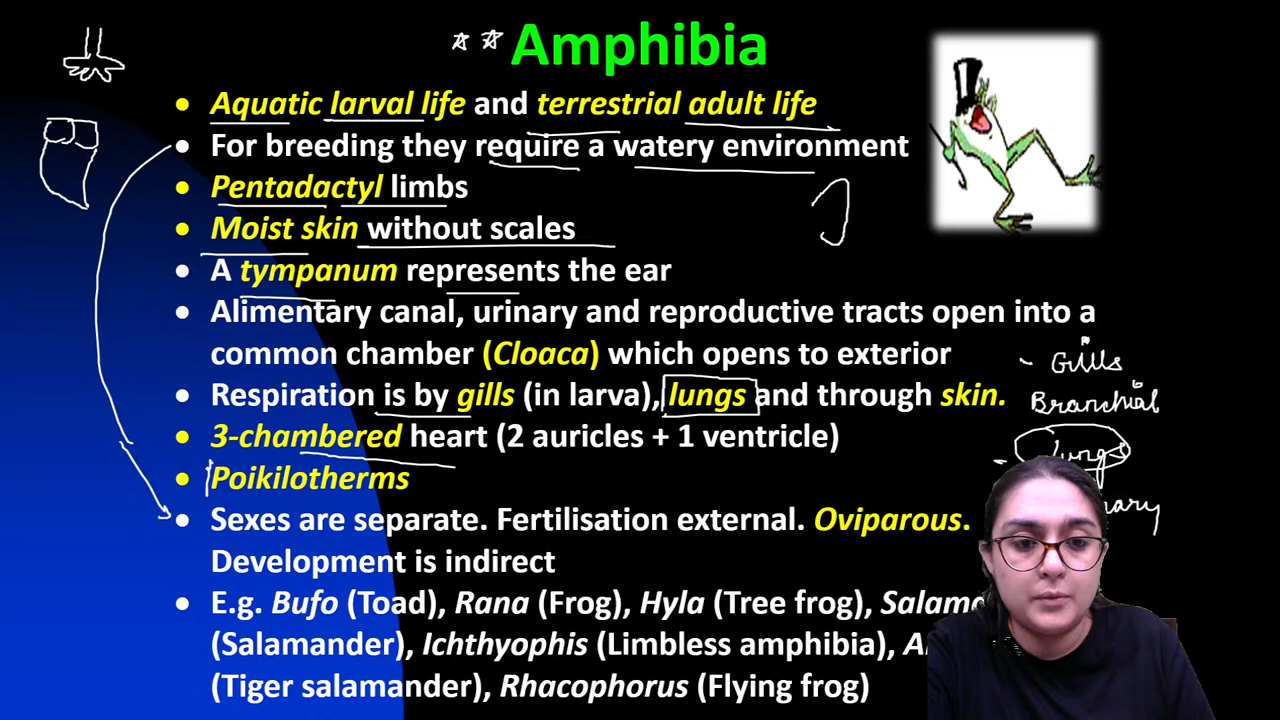 Amphibia
• Aquatic larval life and terrestrial adult life
• For breeding they require a watery environment
• Pentadactyl limbs
• Moist skin without scales
• A tympanum represents the ear
• Alimentary canal, urinary and reproductive tracts open into a
common chamber (Cloaca) which opens to exterior
• Respiration is by gills (in larva), lungs and through skin.
• 3-chambered heart (2 auricles + 1 ventricle)
• Poikilotherms
• Sexes are separate. Fertilisation external. Oviparous.
Development is indirect
• E.g. Bufo (Toad), Rana (Frog), Hyla (Tree frog),
(Salamander), Ichthyophis (Limbless amphibia),
(Tiger salamander), Rhacophorus (Flying frog)
- Gills
Branchial
Lungs